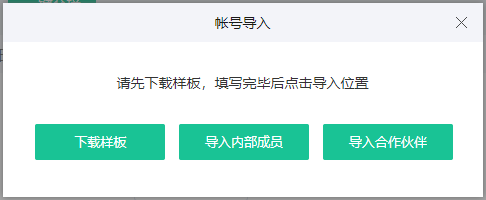 帐号导入
请先下载样板，填写完毕后点击导入位置
下载样板
导入内部成员
导入合作伙伴